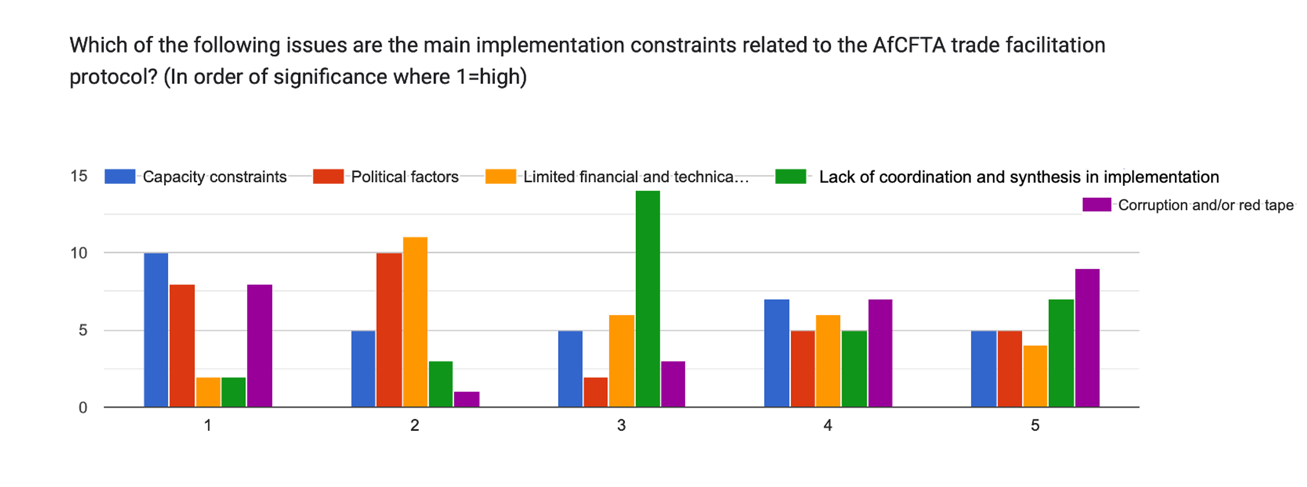 Which of the following issues are the main implementation constraints related to the AfCFTA trade facilitation
protocol? (In order of significance where 1=high)
15 Capacity constraints Political factors Limited financial and technica... Lack of coordination and synthesis in implementation
Corruption and/or red tape
10
5
0
1 2 3 4 5